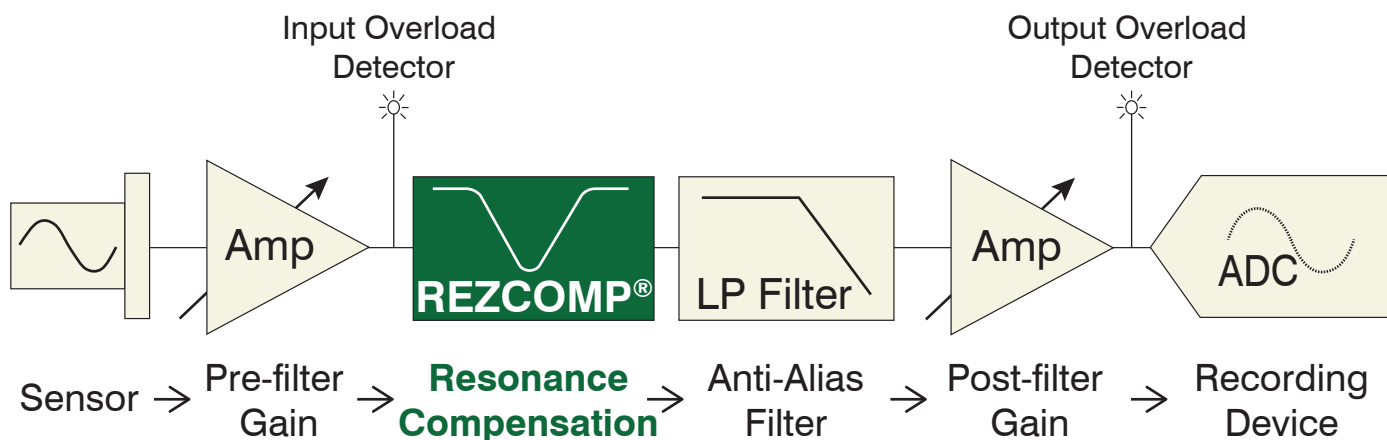 Input Overload
Detector
Output Overload
Detector
Amp
REZCOMP®
LP Filter
Amp
ADC
Sensor
Pre-filter
Gain
Resonance
Compensation
Anti-Alias
Filter
Post-filter
Gain
Recording
Device